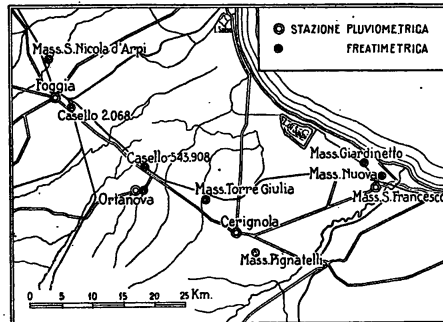 STAZIONE PLUVIOMETRICA
" FREATIMETRICA
Mass. S. Nicola d'Arpi
Foggia
Casello 2.068
Casello 543.908
Ortanova
Mass. Torre Giulia
Cerignola
Mass. Pignatelli
Mass. Giardinetto
Mass. Nuova
Mass. S. Francesco
0 5 10 15 20 25 Km.